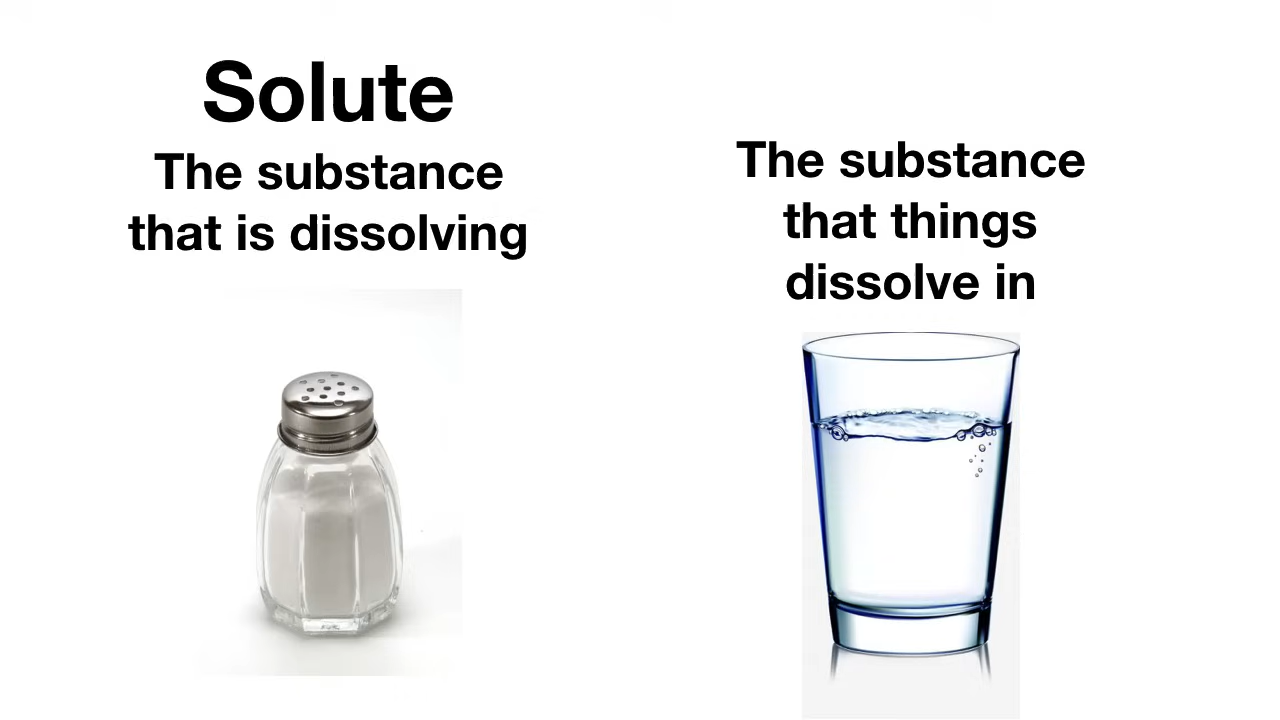 Solute
The substance
that is dissolving
The substance
that things
dissolve in